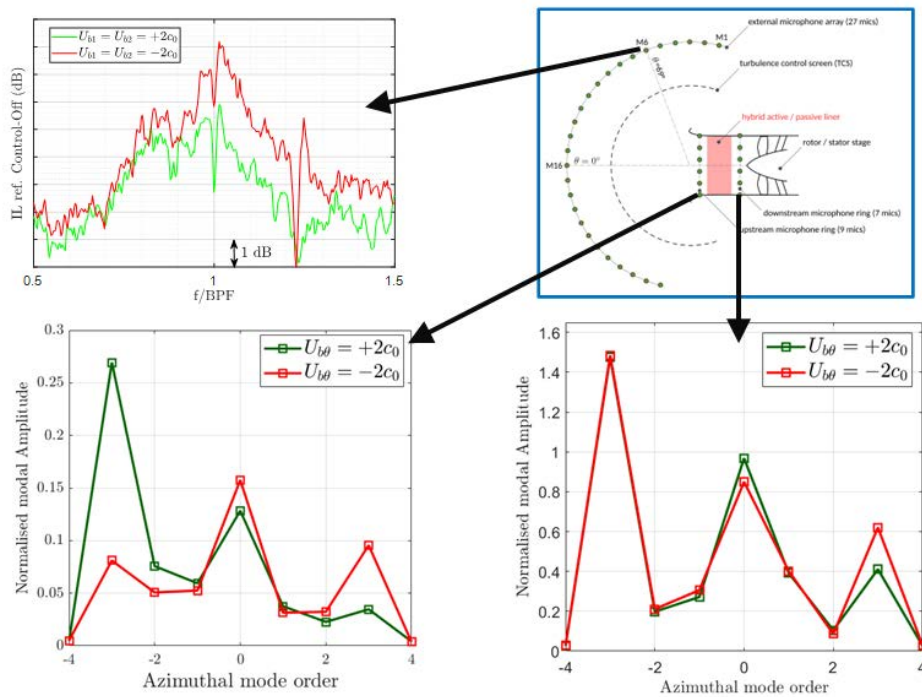 IL ref. Control-Off (dB)
U_{b1} = U_{b2} = +2c_0
U_{b1} = U_{b2} = −2c_0
1 dB
0.5
1
1.5
f/BPF
M6
M1
external microphone array (27 mics)
turbulence control screen (TCS)
hybrid active / passive liner
rotor / stator stage
M16
θ = 0°
downstream microphone ring (7 mics)
upstream microphone ring (9 mics)
Normalised modal Amplitude
0.3
0.25
0.2
0.15
0.1
0.05
0
U_{bθ} = +2c_0
U_{bθ} = −2c_0
-4
-2
0
2
4
Azimuthal mode order
Normalised modal Amplitude
1.6
1.4
1.2
1
0.8
0.6
0.4
0.2
0
U_{bθ} = +2c_0
U_{bθ} = −2c_0
-4
-2
0
2
4
Azimuthal mode order